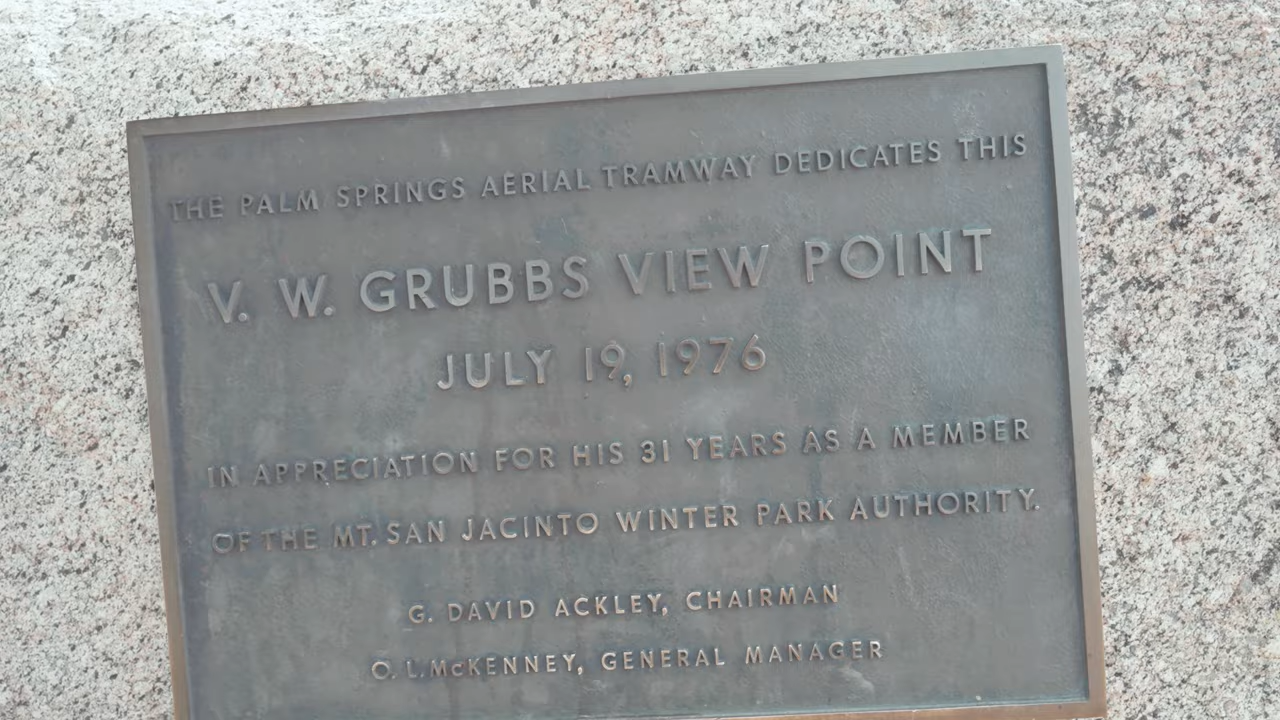 THE PALM SPRINGS AERIAL TRAMWAY DEDICATES THIS
V. W. GRUBBS VIEW POINT
JULY 19, 1976
IN APPRECIATION FOR HIS 31 YEARS AS A MEMBER
OF THE MT. SAN JACINTO WINTER PARK AUTHORITY.
G. DAVID ACKLEY, CHAIRMAN
O. L. McKENNEY, GENERAL MANAGER